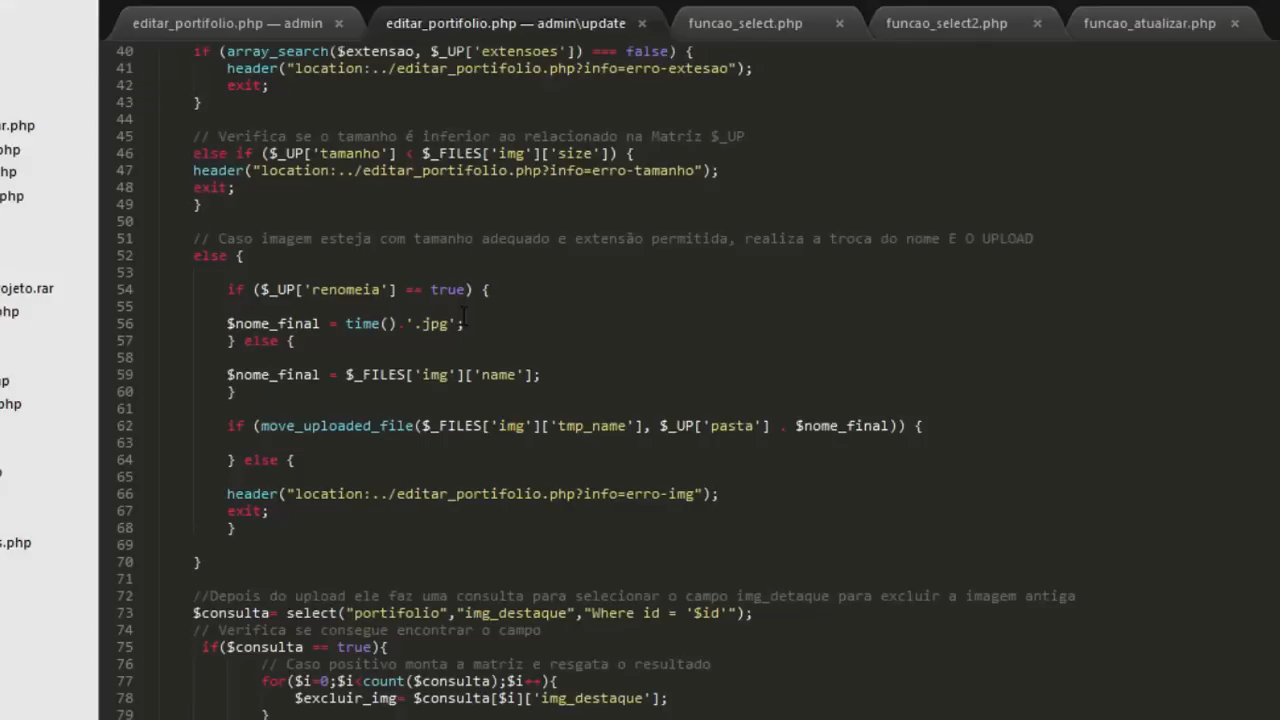 editar_portifolio.php — admin
editar_portifolio.php — admin\update
funcao_select.php
funcao_select2.php
funcao_atualizar.php
ar.php
php
hp
.php
ojeto.rar
hp
p
php
s.php
40 if (array_search($extensao, $_UP['extensoes']) === false) {
41 header("location:../editar_portifolio.php?info=erro-extesao");
42 exit;
43 }
44
45 // Verifica se o tamanho é inferior ao relacionado na Matriz $_UP
46 else if ($_UP['tamanho'] < $_FILES['img']['size']) {
47 header("location:../editar_portifolio.php?info=erro-tamanho");
48 exit;
49 }
50
51 // Caso imagem esteja com tamanho adequado e extensão permitida, realiza a troca do nome E O UPLOAD
52 else {
53
54 if ($_UP['renomeia'] == true) {
55
56 $nome_final = time().'.jpg';
57 } else {
58
59 $nome_final = $_FILES['img']['name'];
60 }
61
62 if (move_uploaded_file($_FILES['img']['tmp_name'], $_UP['pasta'] . $nome_final)) {
63
64 } else {
65
66 header("location:../editar_portifolio.php?info=erro-img");
67 exit;
68 }
69
70 }
71
72 //Depois do upload ele faz uma consulta para selecionar o campo img_detaque para excluir a imagem antiga
73 $consulta= select("portifolio","img_destaque","Where id = '$id'");
74 // Verifica se consegue encontrar o campo
75 if($consulta == true){
76 // Caso positivo monta a matriz e resgata o resultado
77 for($i=0;$i<count($consulta);$i++){
78 $excluir_img= $consulta[$i]['img_destaque'];
79 }